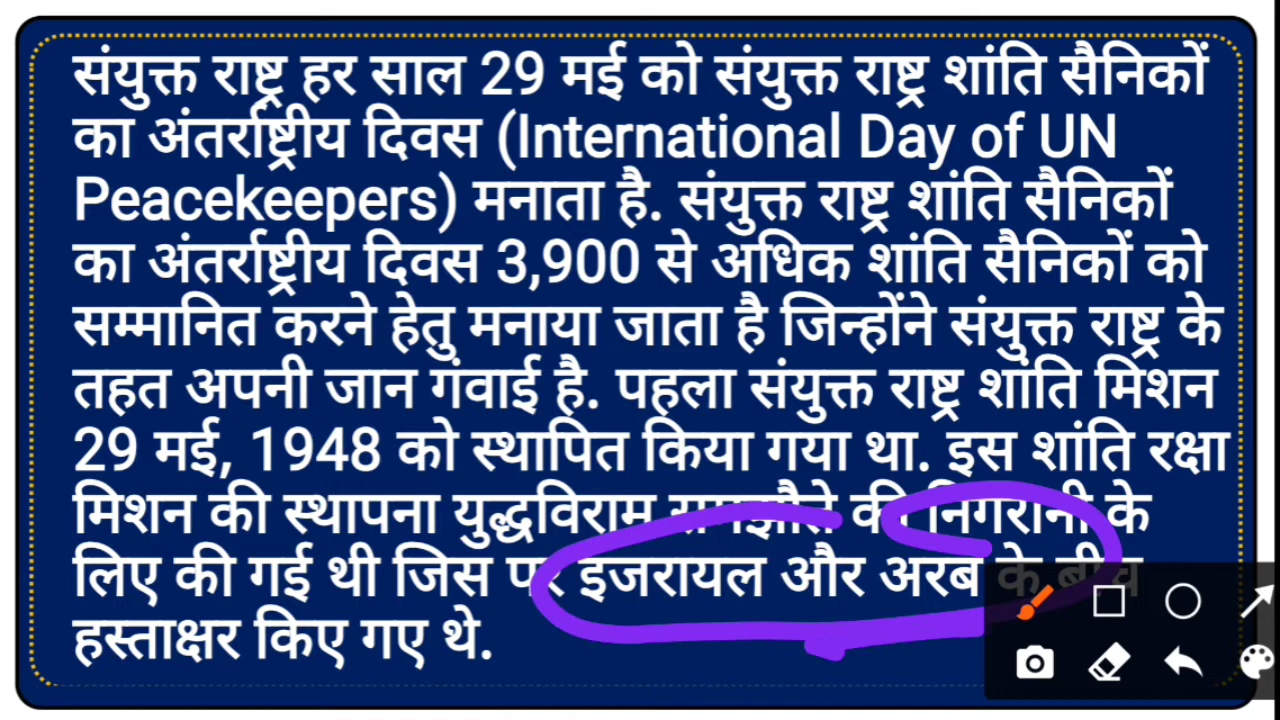 संयुक्त राष्ट्र हर साल 29 मई को संयुक्त राष्ट्र शांति सैनिकों
का अंतर्राष्ट्रीय दिवस (International Day of UN
Peacekeepers) मनाता है. संयुक्त राष्ट्र शांति सैनिकों
का अंतर्राष्ट्रीय दिवस 3,900 से अधिक शांति सैनिकों को
सम्मानित करने हेतु मनाया जाता है जिन्होंने संयुक्त राष्ट्र के
तहत अपनी जान गंवाई है. पहला संयुक्त राष्ट्र शांति मिशन
29 मई, 1948 को स्थापित किया गया था. इस शांति रक्षा
मिशन की स्थापना युद्धविराम समझौते की निगरानी के
लिए की गई थी जिस पर इजरायल और अरब के बीच
हस्ताक्षर किए गए थे.